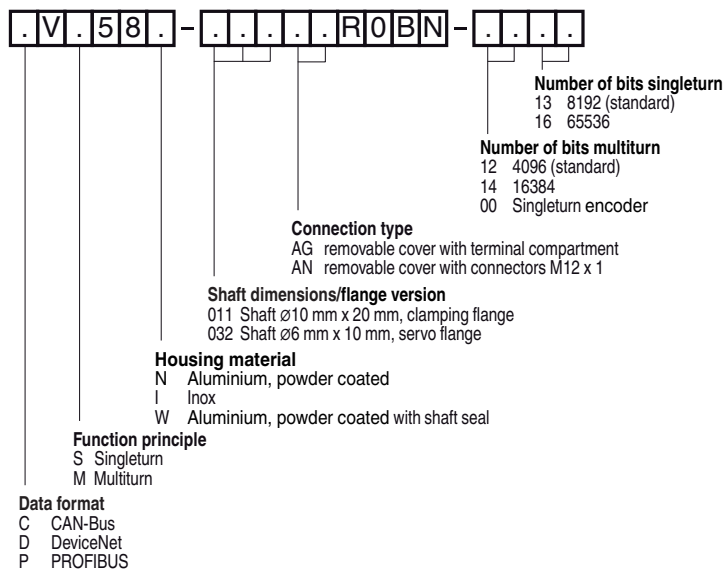 . V . 5 8 . – . . . . . R 0 B N – . . . .
Number of bits singleturn
13 8192 (standard)
16 65536
Number of bits multiturn
12 4096 (standard)
14 16384
00 Singleturn encoder
Connection type
AG removable cover with terminal compartment
AN removable cover with connectors M12 x 1
Shaft dimensions/flange version
011 Shaft ø10 mm x 20 mm, clamping flange
032 Shaft ø6 mm x 10 mm, servo flange
Housing material
N Aluminium, powder coated
I Inox
W Aluminium, powder coated with shaft seal
Function principle
S Singleturn
M Multiturn
Data format
C CAN-Bus
D DeviceNet
P PROFIBUS